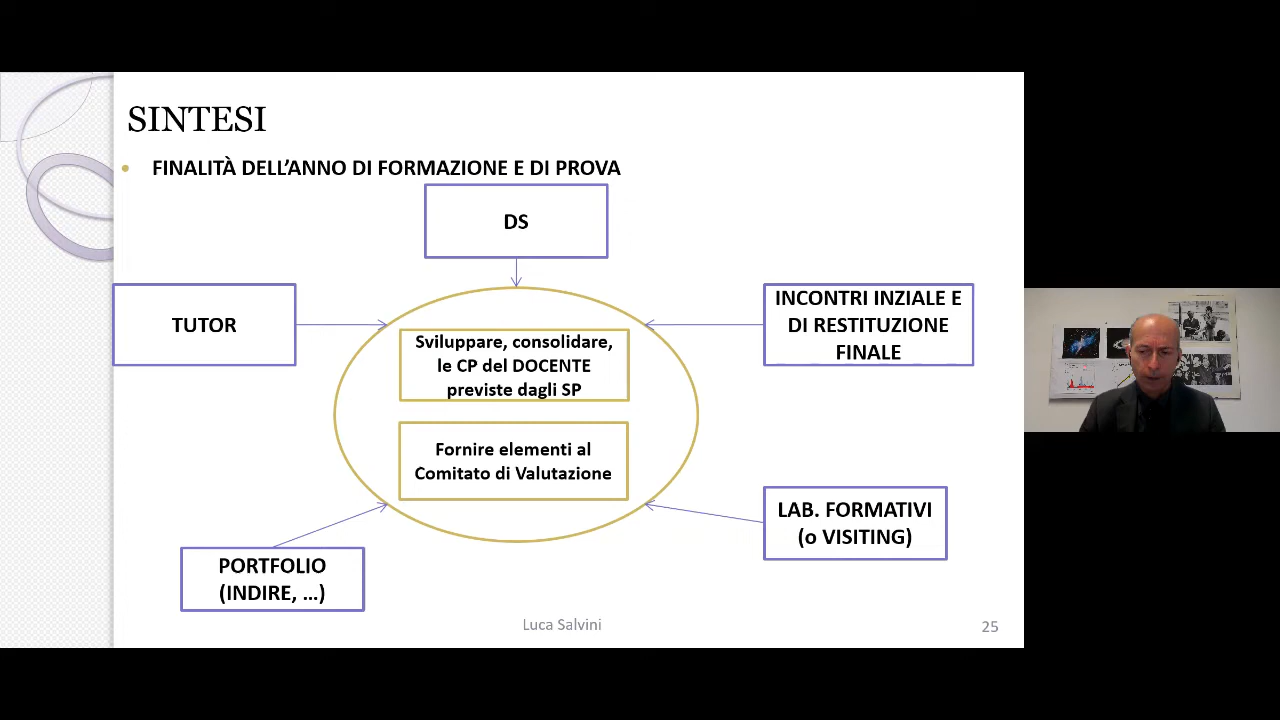 SINTESI
FINALITÀ DELL'ANNO DI FORMAZIONE E DI PROVA
DS
TUTOR
INCONTRI INZIALE E
DI RESTITUZIONE
FINALE
Sviluppare, consolidare,
le CP del DOCENTE
previste dagli SP
Fornire elementi al
Comitato di Valutazione
LAB. FORMATIVI
(o VISITING)
PORTFOLIO
(INDIRE, ...)
Luca Salvini
25